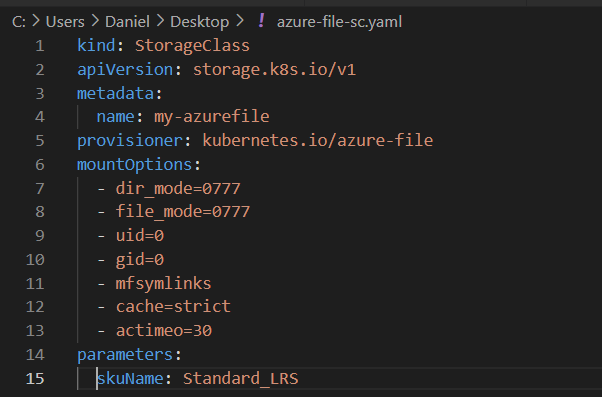 C: > Users > Daniel > Desktop > ! azure-file-sc.yaml
1 kind: StorageClass
2 apiVersion: storage.k8s.io/v1
3 metadata:
4   name: my-azurefile
5 provisioner: kubernetes.io/azure-file
6 mountOptions:
7   - dir_mode=0777
8   - file_mode=0777
9   - uid=0
10   - gid=0
11   - mfsymlinks
12   - cache=strict
13   - actimeo=30
14 parameters:
15   skuName: Standard_LRS